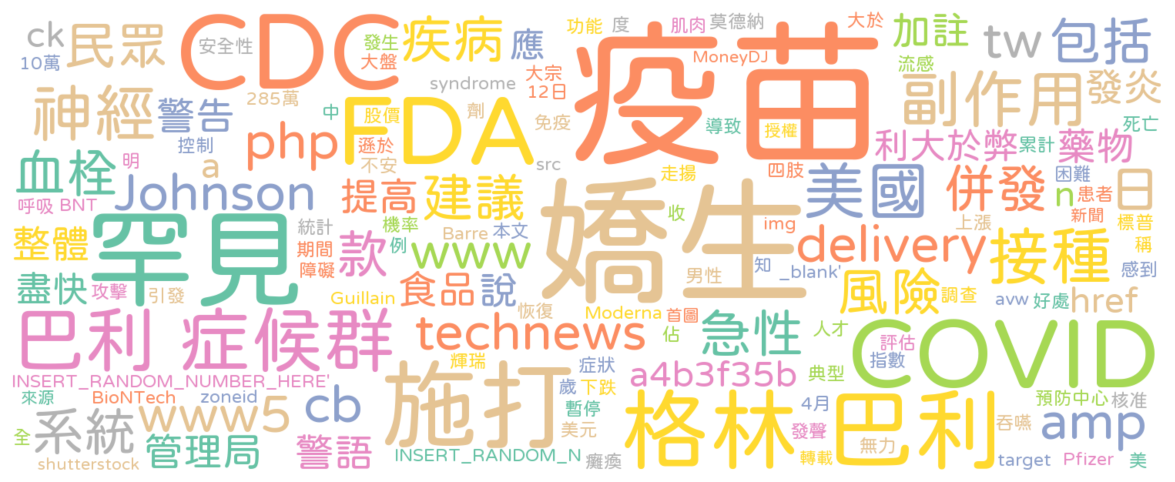 ck
民眾
安全性
CDC
發生
大盤
疾病
應
功能
度
肌肉
莫德納
大於
加註
tw
包括
10萬
syndrome
大宗
12日
MoneyDJ
流感
疫苗
副作用
發炎
神經
警告
285萬
中
股價
劑
FDA
免疫
導致
授權
死亡
控制
php
遜於
不安
利大於弊
累計
藥物
血栓
明
a
src
走揚
四肢
困難
呼吸
BNT
Johnson
提高
建議
嬌生
美國
併發
n
患者
日
新聞
罕見
統計
機率
例
Barre
本文
收
img
上漲
標普
稱
整體
期間
障礙
款
www
男性
知
_blank'
delivery
接種
感到
盡快
攻擊
引發
Guillain
食品
說
恢復
Moderna
首圖
佔
風險
調查
avw
好處
href
巴利
症候群
technews
急性
人才
評估
指數
COVID
輝瑞
症狀
a4b3f35b
典型
INSERT_RANDOM_NUMBER_HERE'
來源
BioNTech
zoneid
施打
歲
下跌
暫停
美元
格林
巴利
4月
發聲
預防中心
核准
全
系統
www5
cb
吞嚥
amp
無力
shutterstock
管理局
警語
INSERT_RANDOM_N
癱瘓
轉載
target
Pfizer
美